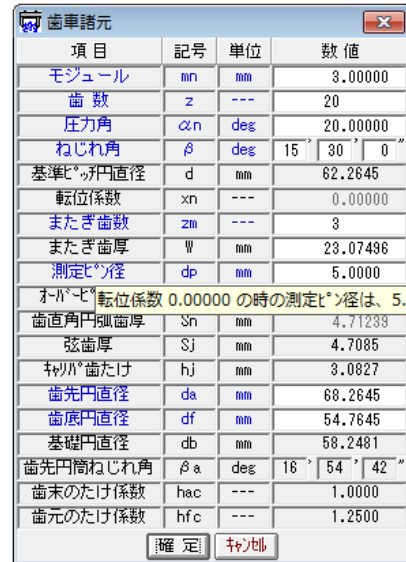 歯車諸元
項目 記号 単位 数値
モジュール mn mm 3.00000
歯数 z --- 20
圧力角 αn deg 20.00000
ねじれ角 β deg 15 ° 30 ' 0 "
基準ピッチ円直径 d mm 62.2645
転位係数 xn --- 0.00000
またぎ歯数 zm --- 3
またぎ歯厚 W mm 23.07496
測定ピン径 dp mm 5.0000
オーバーピ 転位係数 0.00000 の時の測定ピン径は、5.
歯直角円弧歯厚 Sn mm 4.71239
弦歯厚 Sj mm 4.7085
キャリパ歯たけ hj mm 3.0827
歯先円直径 da mm 68.2645
歯底円直径 df mm 54.7645
基礎円直径 db mm 58.2481
歯先円筒ねじれ角 βa deg 16 ° 54 ' 42 "
歯末のたけ係数 hac --- 1.0000
歯元のたけ係数 hfc --- 1.2500
確定 キャンセル